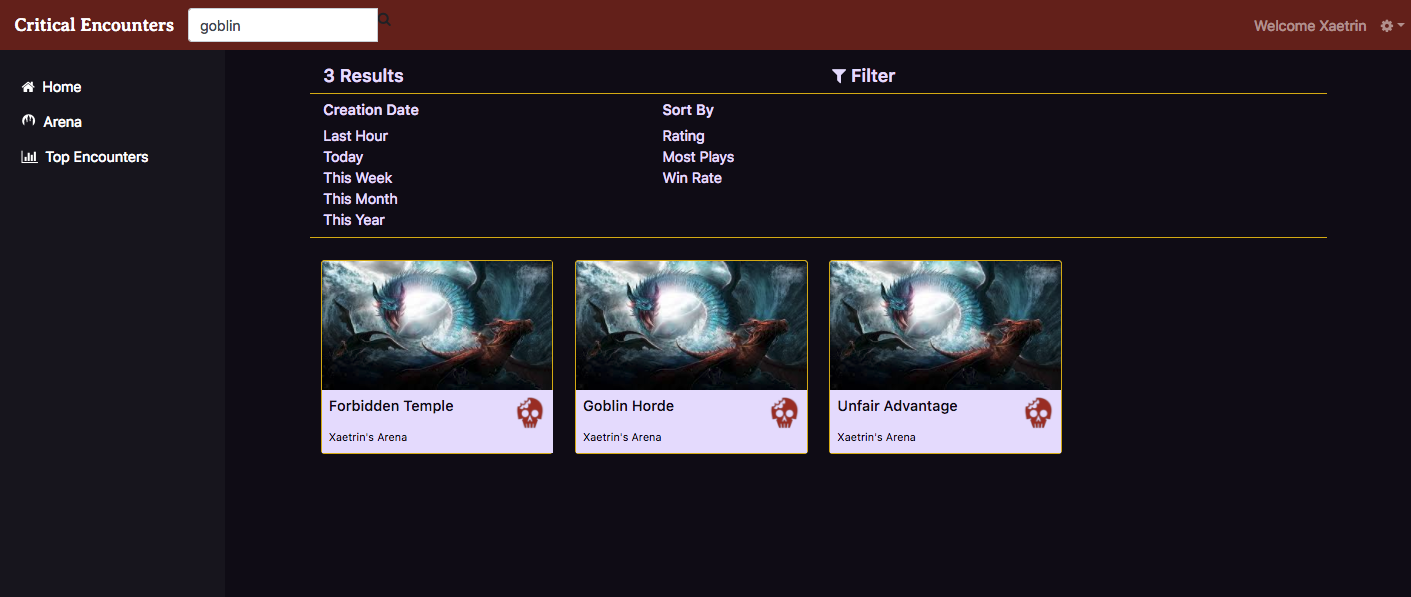 Critical Encounters
goblin
Welcome Xaetrin
Home
Arena
Top Encounters
3 Results
Filter
Creation Date
Last Hour
Today
This Week
This Month
This Year
Sort By
Rating
Most Plays
Win Rate
Forbidden Temple
Xaetrin's Arena
Goblin Horde
Xaetrin's Arena
Unfair Advantage
Xaetrin's Arena